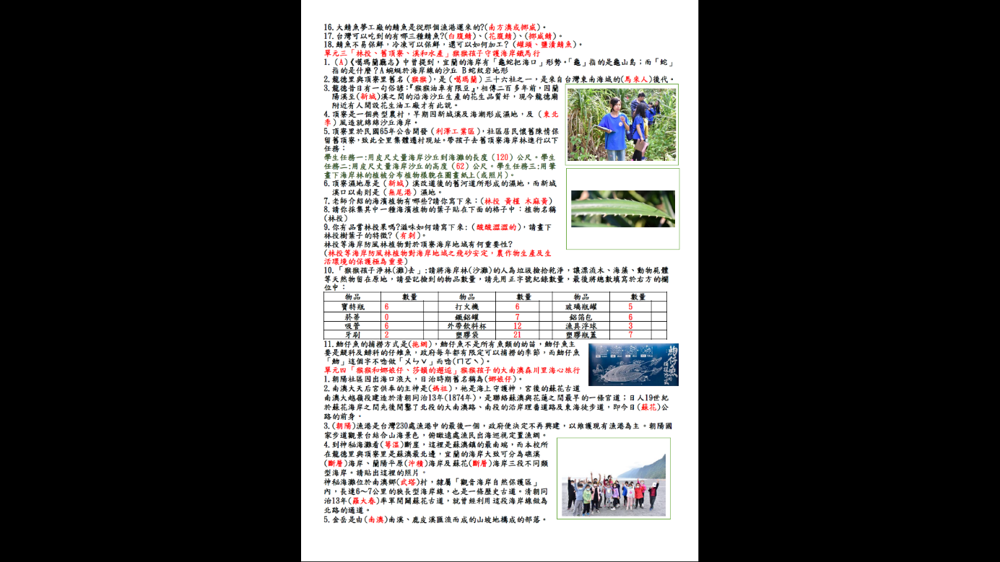 16.大鯖魚夢工廠的鯖魚是從那個漁港運來的?(南方澳或挪威)。
17.台灣可以吃到的有哪三種鯖魚?(白腹鯖)、(花腹鯖)、(挪威鯖)。
18.鯖魚不易保鮮，冷凍可以保鮮，還可以如何加工? (罐頭、鹽漬鯖魚)。
單元三「林投、舊頂寮、溪和水產」猴猴孩子守護海岸鐵馬行
1. (A)《噶瑪蘭廳志》中曾提到，宜蘭的海岸有「龜蛇把海口」形勢。「龜」指的是龜山島；而「蛇」
指的是什麼？A 蜿蜒於海岸線的沙丘 B 蛇紋岩地形
2.龍德里與頂寮里舊名（猴猴），是（噶瑪蘭）三十六社之一，是來自台灣東南海域的(馬來人)後代。
3.龍德昔日有一句俗諺：『猴猴油車有限豆』，相傳二百多年前，因蘭
陽溪至(新城)溪之間的沿海沙丘生產的花生品質好，現今龍德廟
附近有人開設花生油工廠才有此說。
4.頂寮是一個典型農村，早期因新城溪及海潮形成濕地，及（東北
季）風造就綿綿沙丘海岸。
5.頂寮里於民國65年公告開發（利澤工業區），社區居民懷舊陳情保
留舊頂寮，致此全里集體遷村現址。帶孩子去舊頂寮海岸林進行以下
任務：
學生任務一:用皮尺丈量海岸沙丘到海灘的長度（120）公尺。學生
任務二:用皮尺丈量海岸沙丘的高度（62）公尺。學生任務三:用筆
畫下海岸林的植被分布植物樣貌在圖畫紙上(或照片)。
6.頂寮濕地原是（新城）溪改道後的舊河道所形成的濕地，而新城
溪口以南則是（無尾港）濕地。
7.老師介紹的海濱植物有哪些?請你寫下來：(林投 黃槿 木麻黃)
8.請你採集其中一種海濱植物的葉子貼在下面的格子中：植物名稱
(林投)
9.你有品嘗林投果嗎?滋味如何請寫下來: (酸酸澀澀的)，請畫下
林投樹葉子的特徵? (有刺)。
林投等海岸防風林植物對於頂寮海岸地域有何重要性?
(林投等海岸防風林植物對海岸地域之飛砂安定，農作物生產及生
活環境的保護極為重要)
10.「猴猴孩子淨林(灘)去」:請將海岸林(沙灘)的人為垃圾撿拾乾淨，讓漂流木、海藻、動物屍體
等天然物留在原地，請登記撿到的物品數量，請先用正字號紀錄數量，最後將總數填寫於右方的欄
位中：
物品 數量 物品 數量 物品 數量
寶特瓶 6 打火機 6 玻璃瓶罐 5
菸蒂 0 鐵鋁罐 7 鋁箔包 6
吸管 6 外帶飲料杯 12 漁具浮球 3
牙刷 2 塑膠袋 21 塑膠瓶蓋 7
11.魩仔魚的捕撈方式是(拖網)，魩仔魚不是所有魚類的幼苗，魩仔魚主
要是鯷科及鯡科的仔雉魚，政府每年都有限定可以捕撈的季節，而魩仔魚
「魩」這個字不唸做「ㄨㄣˇ」而唸(ㄇㄛˋ)。
魩仔魚
單元四「猴猴和娜娘仔、莎韻的邂逅」猴猴孩子的大南澳森川里海心旅行
1.朝陽社區因出海口浪大，日治時期舊名稱為(娜娘仔)。
2.南澳大天后宮供奉的主神是(媽祖)，祂是海上守護神，宮後的蘇花古道
南澳大越嶺段建造於清朝同治13年(1874年)，是聯絡蘇澳與花蓮之間最早的一條官道；日人19世紀
於蘇花海岸之間先後開鑿了北段的大南澳路、南段的沿岸理番道路及東海徒步道，即今日(蘇花)公
路的前身。
3.(朝陽)漁港是台灣230處漁港中的最後一個，政府便決定不再興建，以維護現有漁港為主。朝陽國
家步道觀景台結合山海景色，俯瞰遠處漁民出海巡視定置漁網。
4.到神秘海灘看(萼溫)斷崖，這裡是蘇澳鎮的最南端，而本校所
在龍德里與頂寮里是蘇澳最北邊，宜蘭的海岸大致可分為礁溪
(斷層)海岸、蘭陽平原(沖積)海岸及蘇花(斷層)海岸三段不同類
型海岸。請貼出這裡的照片。
神秘海灘位於南澳鄉(武塔)村，隸屬「觀音海岸自然保護區」
內，長達6～7公里的狹長型海岸線，也是一條歷史古道。清朝同
治13年(羅大春)率軍開闢蘇花古道，就曾經利用這段海岸線做為
北路的通道。
5.金岳是由(南澳)南溪、鹿皮溪匯流而成的山坡地構成的部落。